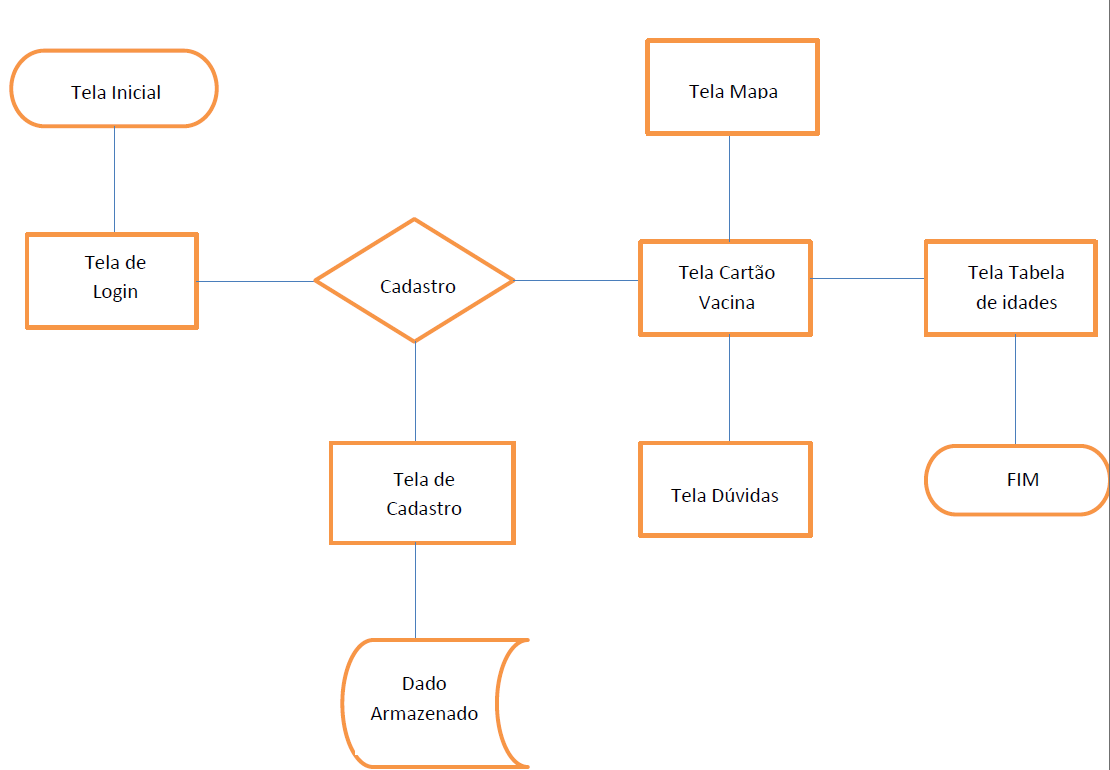 Tela Inicial
Tela Mapa
Tela de
Login
Cadastro
Tela Cartão
Vacina
Tela Tabela
de idades
Tela de
Cadastro
Tela Dúvidas
FIM
Dado
Armazenado